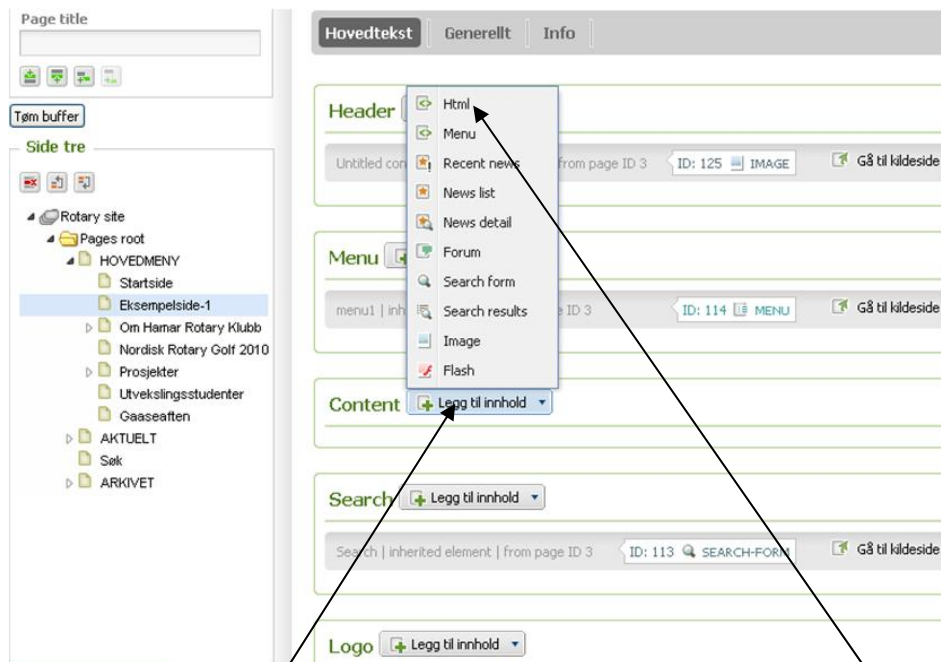 Page title
Tøm buffer
Side tre
Rotary site
Pages root
HOVEDMENY
Startside
Eksempelside-1
Om Hamar Rotary Klubb
Nordisk Rotary Golf 2010
Prosjekter
Utvekslingsstudenter
Gaaseaften
AKTUELT
Søk
ARKIVET
Hovedtekst Generellt Info
Header
Untitled con from page ID 3 ID: 125 IMAGE Gå til kildeside
Html
Menu
Recent news
News list
News detail
Forum
Search form
Search results
Image
Flash
Menu
menu1 | inh ID 3 ID: 114 MENU Gå til kildeside
Content Legg til innhold
Search Legg til innhold
Search | inherited element | from page ID 3 ID: 113 SEARCH-FORM Gå til kildeside
Logo Legg til innhold